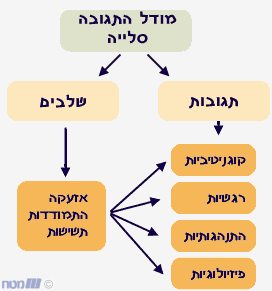 מודל התגובה
סלייה
תגובות
שלבים
קוגניטיביות
רגשיות
התנהגותיות
פיזיולוגיות
אזעקה
התמודדות
תשישות
© מטח